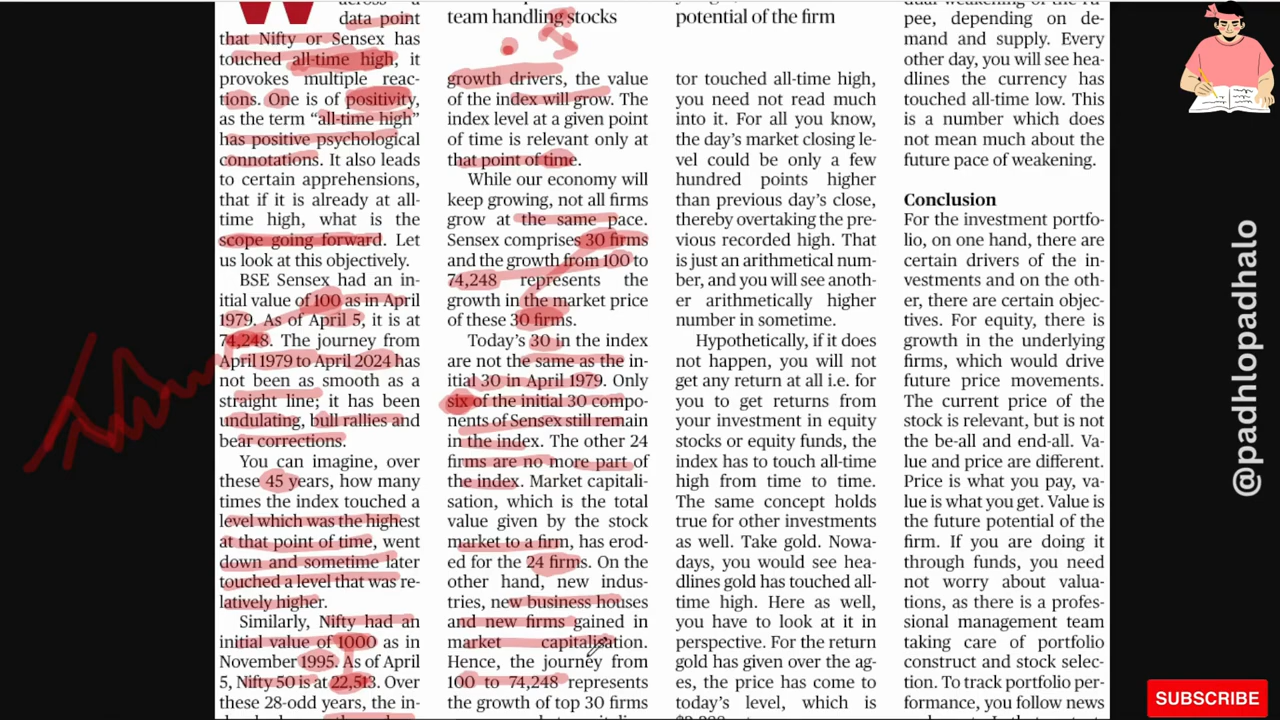 data point
that Nifty or Sensex has
touched all-time high, it
provokes multiple reac-
tions. One is of positivity,
as the term “all-time high”
has positive psychological
connotations. It also leads
to certain apprehensions,
that if it is already at all-
time high, what is the
scope going forward. Let
us look at this objectively.
BSE Sensex had an in-
itial value of 100 as in April
1979. As of April 5, it is at
74,248. The journey from
April 1979 to April 2024 has
not been as smooth as a
straight line; it has been
undulating, bull rallies and
bear corrections.
You can imagine, over
these 45 years, how many
times the index touched a
level which was the highest
at that point of time, went
down and sometime later
touched a level that was re-
latively higher.
Similarly, Nifty had an
initial value of 1000 as in
November 1995. As of April
5, Nifty 50 is at 22,513. Over
these 28-odd years, the in-
team handling stocks
growth drivers, the value
of the index will grow. The
index level at a given point
of time is relevant only at
that point of time.
While our economy will
keep growing, not all firms
grow at the same pace.
Sensex comprises 30 firms
and the growth from 100 to
74,248 represents the
growth in the market price
of these 30 firms.
Today’s 30 in the index
are not the same as the in-
itial 30 in April 1979. Only
six of the initial 30 compo-
nents of Sensex still remain
in the index. The other 24
firms are no more part of
the index. Market capitali-
sation, which is the total
value given by the stock
market to a firm, has erod-
ed for the 24 firms. On the
other hand, new indus-
tries, new business houses
and new firms gained in
market capitalisation.
Hence, the journey from
100 to 74,248 represents
the growth of top 30 firms
potential of the firm
tor touched all-time high,
you need not read much
into it. For all you know,
the day’s market closing le-
vel could be only a few
hundred points higher
than previous day’s close,
thereby overtaking the pre-
vious recorded high. That
is just an arithmetical num-
ber, and you will see anoth-
er arithmetically higher
number in sometime.
Hypothetically, if it does
not happen, you will not
get any return at all i.e. for
you to get returns from
your investment in equity
stocks or equity funds, the
index has to touch all-time
high from time to time.
The same concept holds
true for other investments
as well. Take gold. Nowa-
days, you would see hea-
dlines gold has touched all-
time high. Here as well,
you have to look at it in
perspective. For the return
gold has given over the ag-
es, the price has come to
today’s level, which is
pee, depending on de-
mand and supply. Every
other day, you will see hea-
dlines the currency has
touched all-time low. This
is a number which does
not mean much about the
future pace of weakening.
Conclusion
For the investment portfo-
lio, on one hand, there are
certain drivers of the in-
vestments and on the oth-
er, there are certain objec-
tives. For equity, there is
growth in the underlying
firms, which would drive
future price movements.
The current price of the
stock is relevant, but is not
the be-all and end-all. Va-
lue and price are different.
Price is what you pay, va-
lue is what you get. Value is
the future potential of the
firm. If you are doing it
through funds, you need
not worry about valua-
tions, as there is a profes-
sional management team
taking care of portfolio
construct and stock selec-
tion. To track portfolio per-
formance, you follow news
@padhlopadhalo
SUBSCRIBE